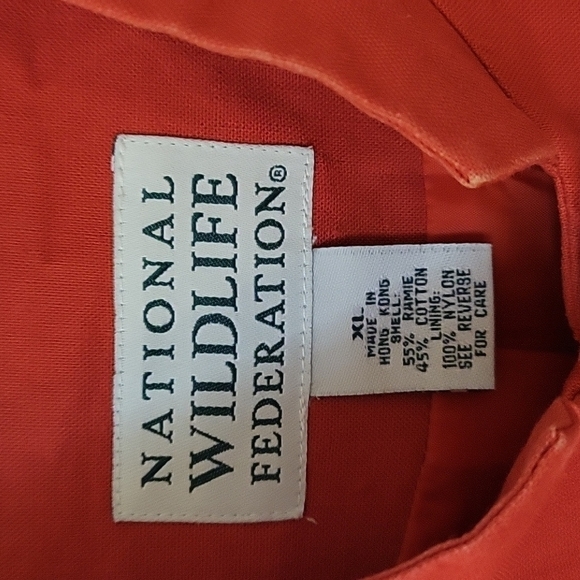 NATIONAL
WILDLIFE
FEDERATION®
XL
MADE IN
HONG KONG
SHELL:
55% RAMIE
45% COTTON
LINING:
100% NYLON
SEE REVERSE
FOR CARE